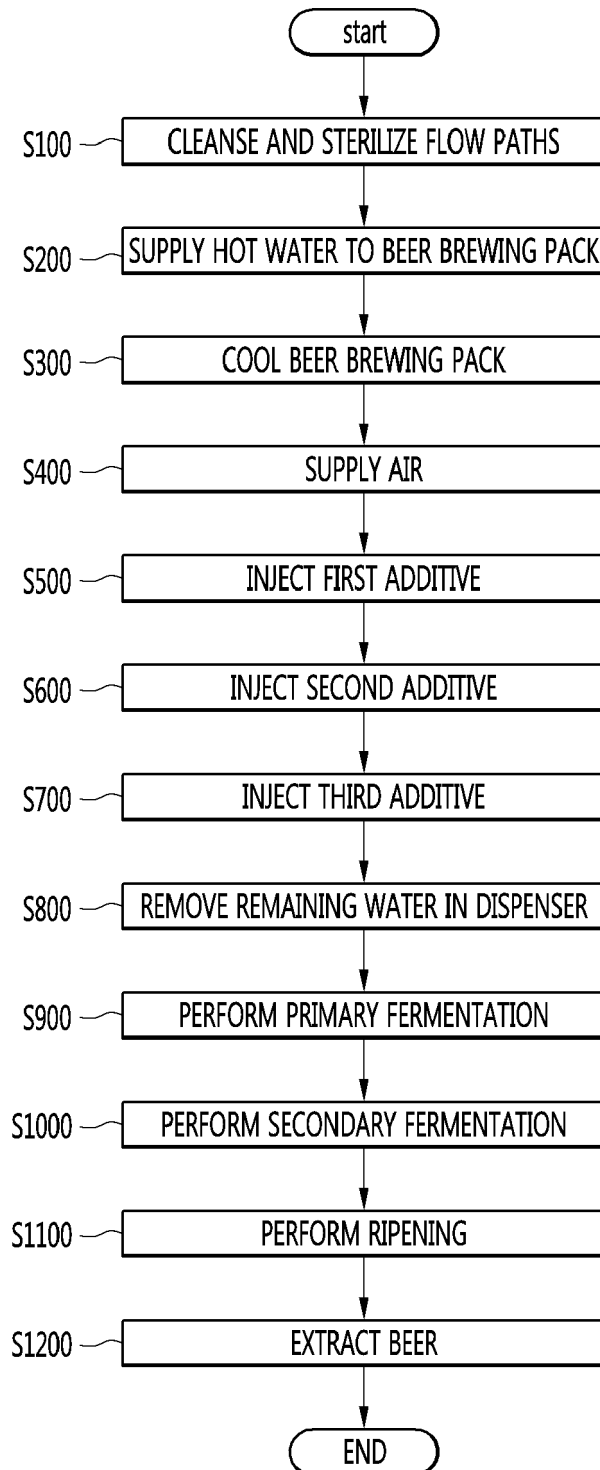 start
S100 CLEANSE AND STERILIZE FLOW PATHS
S200 SUPPLY HOT WATER TO BEER BREWING PACK
S300 COOL BEER BREWING PACK
S400 SUPPLY AIR
S500 INJECT FIRST ADDITIVE
S600 INJECT SECOND ADDITIVE
S700 INJECT THIRD ADDITIVE
S800 REMOVE REMAINING WATER IN DISPENSER
S900 PERFORM PRIMARY FERMENTATION
S1000 PERFORM SECONDARY FERMENTATION
S1100 PERFORM RIPENING
S1200 EXTRACT BEER
END